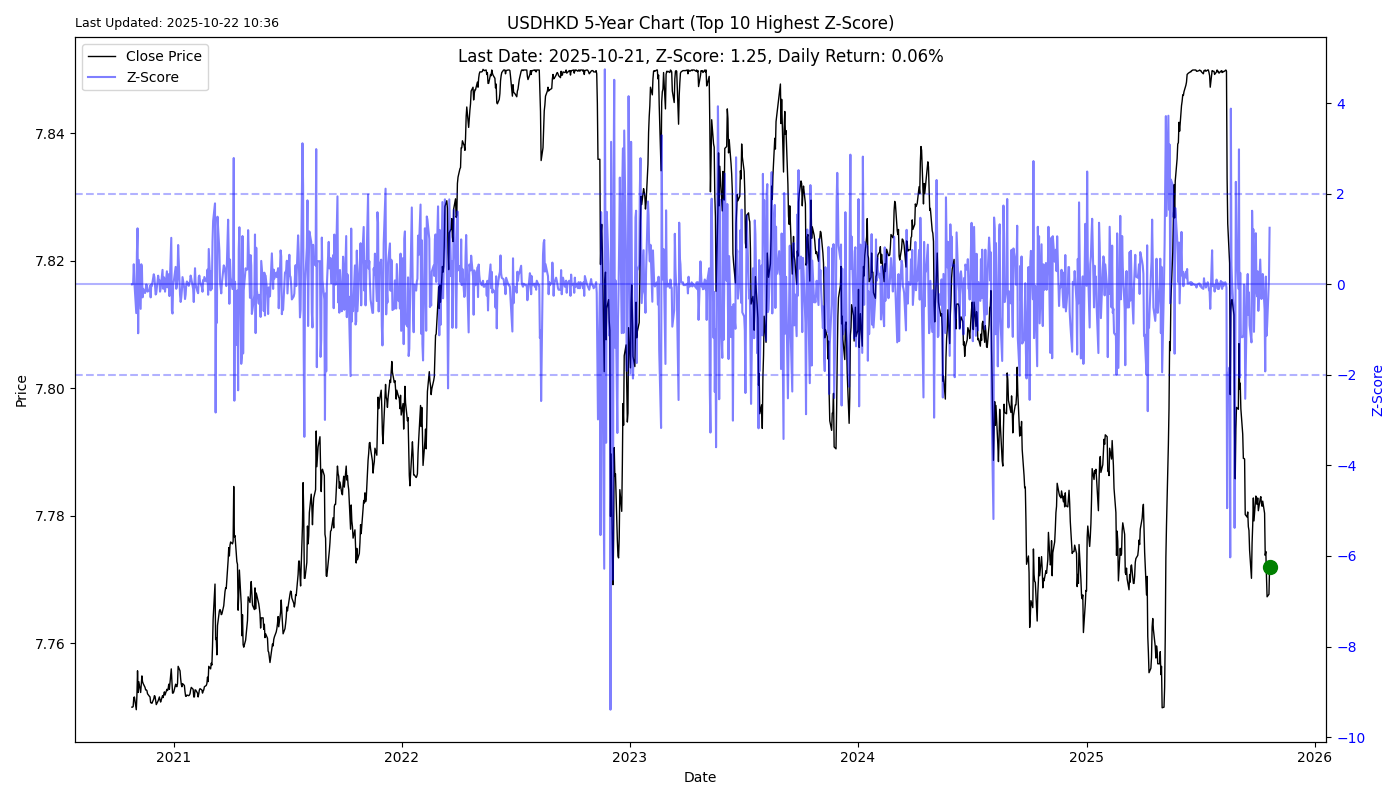 Last Updated: 2025-10-22 10:36
USDHKD 5-Year Chart (Top 10 Highest Z-Score)
Last Date: 2025-10-21, Z-Score: 1.25, Daily Return: 0.06%
Close Price
Z-Score
7.84
7.82
7.80
7.78
7.76
Price
4
2
0
−2
−4
−6
−8
−10
Z-Score
2021 2022 2023 2024 2025 2026
Date